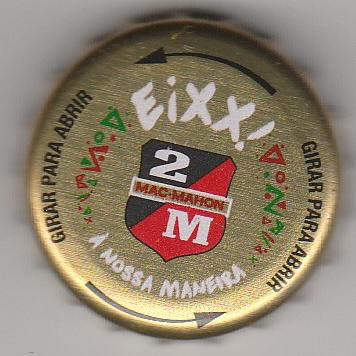 EiXX!
GIRAR PARA ABRIR
GIRAR PARA ABRIR
2
MAC-MAHON
M
À NOSSA MANEIRA